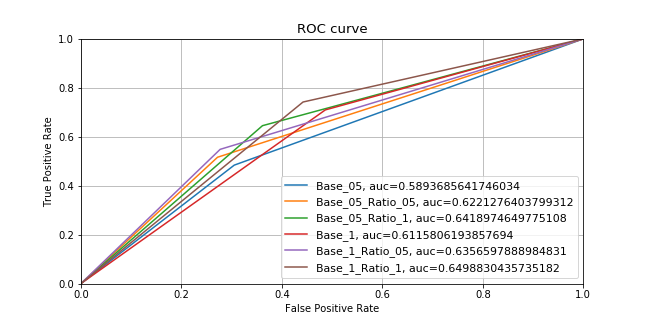 ROC curve
1.0
0.8
0.6
0.4
0.2
0.0
True Positive Rate
Base_05, auc=0.5893685641746034
Base_05_Ratio_05, auc=0.6221276403799312
Base_05_Ratio_1, auc=0.6418974649775108
Base_1, auc=0.6115806193857694
Base_1_Ratio_05, auc=0.6356597888984831
Base_1_Ratio_1, auc=0.6498830435735182
0.0 0.2 0.4 0.6 0.8 1.0
False Positive Rate